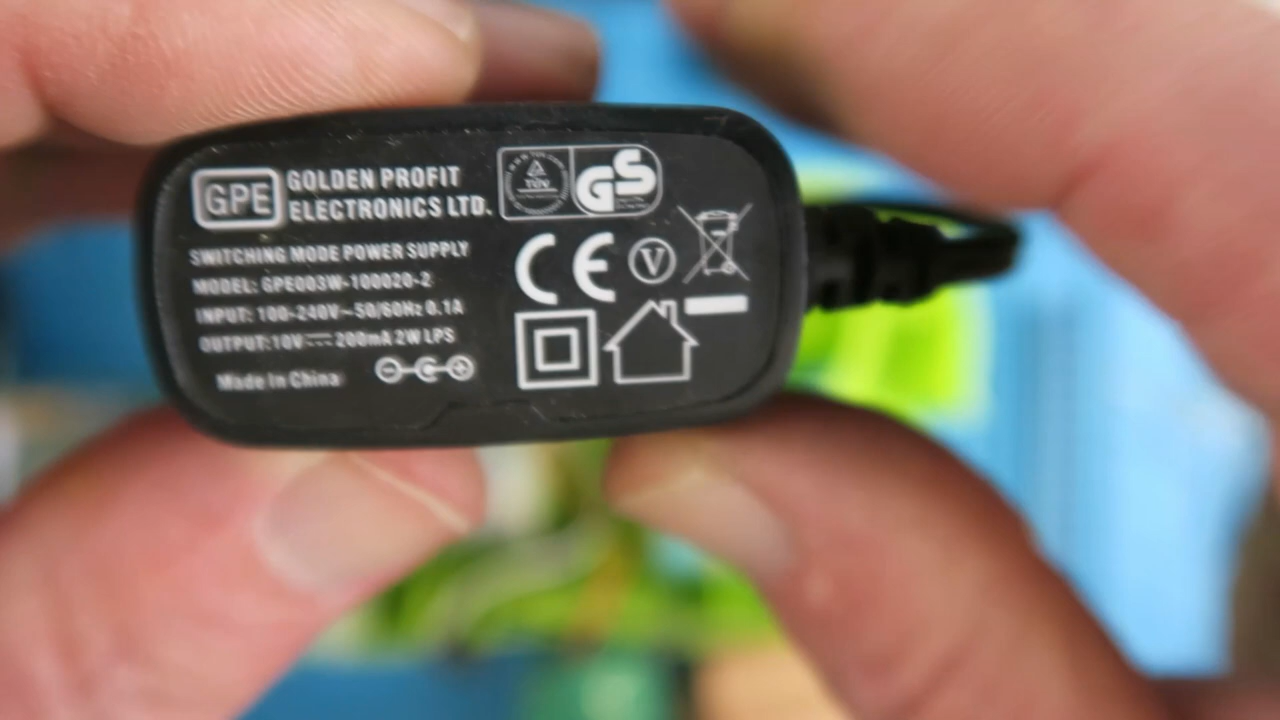 GPE
GOLDEN PROFIT
ELECTRONICS LTD.
SWITCHING MODE POWER SUPPLY
MODEL: GPE003W-100020-2
INPUT: 100-240V~50/60Hz 0.1A
OUTPUT:10V⎓200mA 2W LPS
Made In China
TÜV
GS
CE
V